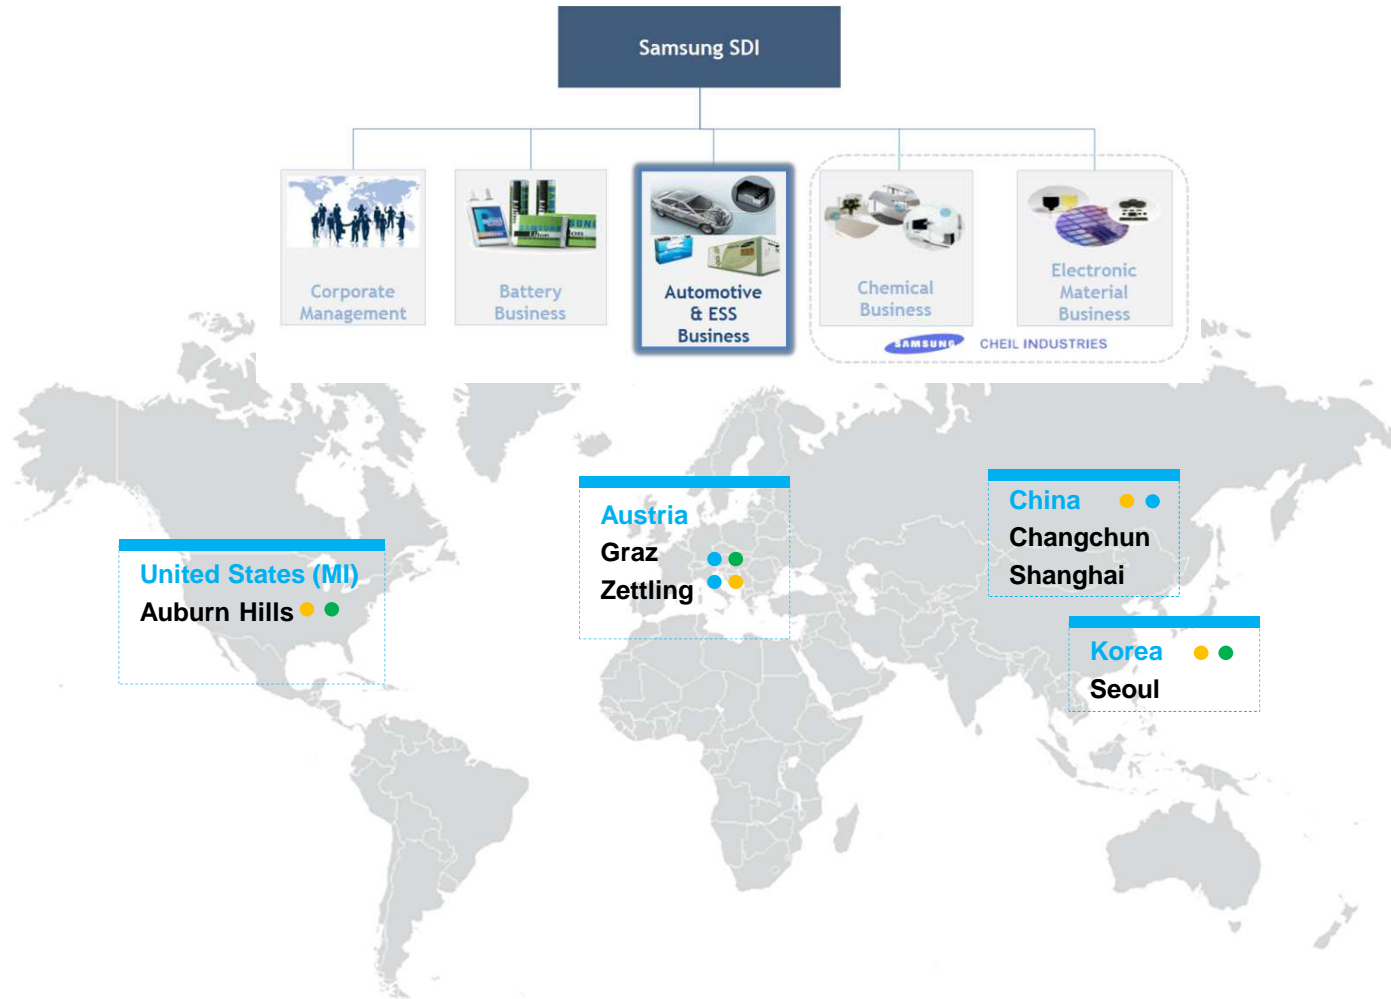 Samsung SDI
Corporate
Management
Battery
Business
Automotive
& ESS
Business
Chemical
Business
Electronic
Material
Business
SAMSUNG
CHEIL INDUSTRIES
United States (MI)
Auburn Hills
Austria
Graz
Zettling
China
Changchun
Shanghai
Korea
Seoul